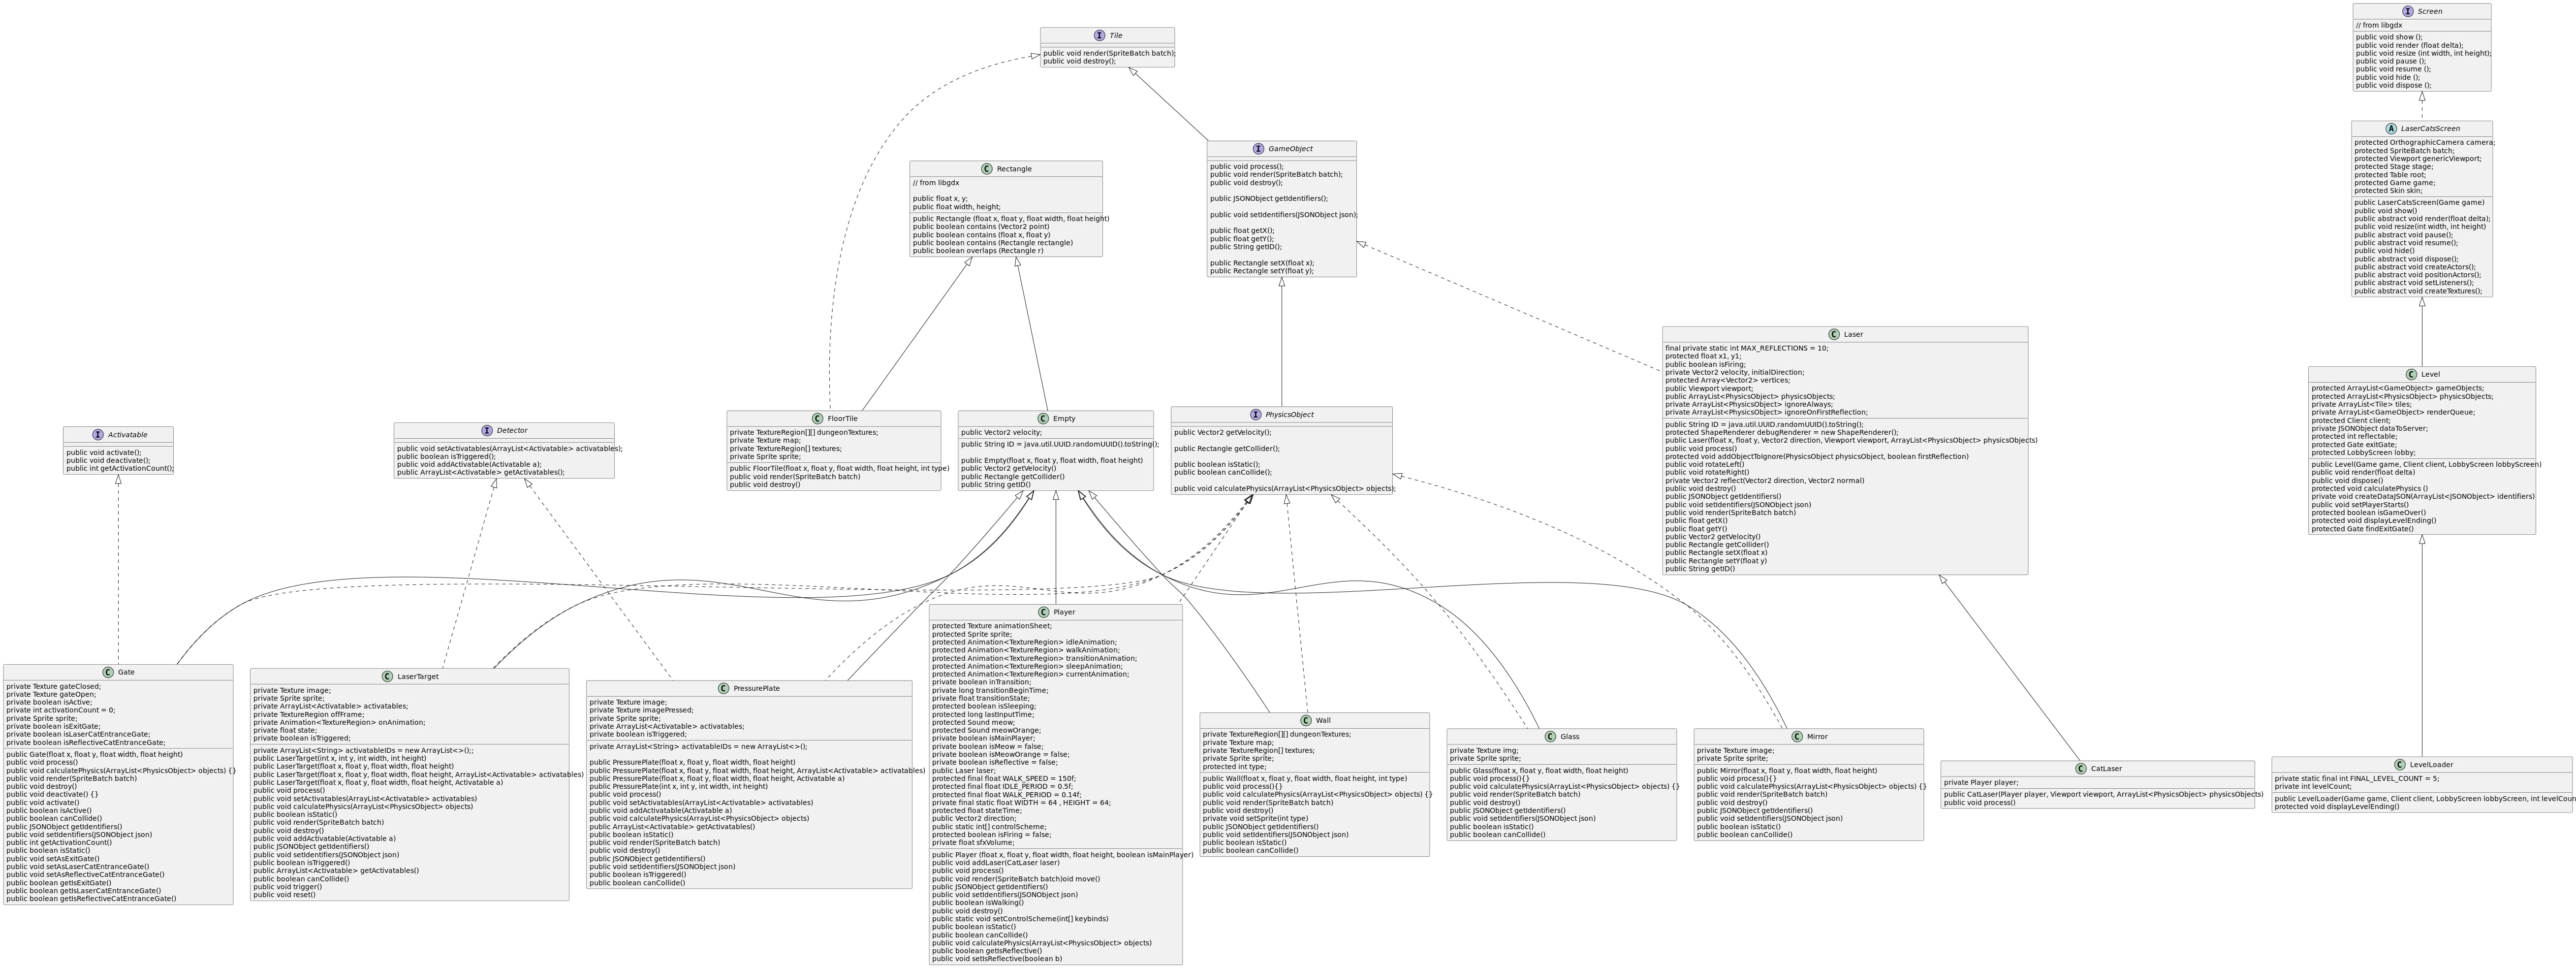 I Tile
public void render(SpriteBatch batch);
public void destroy();
I Screen
// from libgdx
public void show ();
public void render (float delta);
public void resize (int width, int height);
public void pause ();
public void resume ();
public void hide ();
public void dispose ();
A LaserCatsScreen
protected OrthographicCamera camera;
protected SpriteBatch batch;
protected Viewport genericViewport;
protected Stage stage;
protected Table root;
protected Game game;
protected Skin skin;
public LaserCatsScreen(Game game)
public void show()
public abstract void render(float delta);
public void resize(int width, int height)
public abstract void pause();
public abstract void resume();
public void hide()
public abstract void dispose();
public abstract void createActors();
public abstract void positionActors();
public abstract void setListeners();
public abstract void createTextures();
I GameObject
public void process();
public void render(SpriteBatch batch);
public void destroy();
public JSONObject getIdentifiers();
public void setIdentifiers(JSONObject json);
public float getX();
public float getY();
public String getID();
public Rectangle setX(float x);
public Rectangle setY(float y);
C Rectangle
// from libgdx
public float x, y;
public float width, height;
public Rectangle (float x, float y, float width, float height)
public boolean contains (Vector2 point)
public boolean contains (float x, float y)
public boolean contains (Rectangle rectangle)
public boolean overlaps (Rectangle r)
C Laser
final private static int MAX_REFLECTIONS = 10;
protected float x1, y1;
public boolean isFiring;
private Vector2 velocity, initialDirection;
protected Array<Vector2> vertices;
public Viewport viewport;
public ArrayList<PhysicsObject> physicsObjects;
private ArrayList<PhysicsObject> ignoreAlways;
private ArrayList<PhysicsObject> ignoreOnFirstReflection;
public String ID = java.util.UUID.randomUUID().toString();
protected ShapeRenderer debugRenderer = new ShapeRenderer();
public Laser(float x, float y, Vector2 direction, Viewport viewport, ArrayList<PhysicsObject> physicsObjects)
public void process()
protected void addObjectToIgnore(PhysicsObject physicsObject, boolean firstReflection)
public void rotateLeft()
public void rotateRight()
private Vector2 reflect(Vector2 direction, Vector2 normal)
public void destroy()
public JSONObject getIdentifiers()
public void setIdentifiers(JSONObject json)
public void render(SpriteBatch batch)
public float getX()
public float getY()
public Vector2 getVelocity()
public Rectangle getCollider()
public Rectangle setX(float x)
public Rectangle setY(float y)
public String getID()
C Level
protected ArrayList<GameObject> gameObjects;
protected ArrayList<PhysicsObject> physicsObjects;
private ArrayList<Tile> tiles;
private ArrayList<GameObject> renderQueue;
protected Client client;
private JSONObject dataToServer;
protected int reflectable;
protected Gate exitGate;
protected LobbyScreen lobby;
public Level(Game game, Client client, LobbyScreen lobbyScreen)
public void render(float delta)
public void dispose()
protected void calculatePhysics ()
private void createDataJSON(ArrayList<JSONObject> identifiers)
public void setPlayerStarts()
protected boolean isGameOver()
protected void displayLevelEnding()
protected Gate findExitGate()
I Activatable
public void activate();
public void deactivate();
public int getActivationCount();
I Detector
public void setActivatables(ArrayList<Activatable> activatables);
public boolean isTriggered();
public void addActivatable(Activatable a);
public ArrayList<Activatable> getActivatables();
C FloorTile
private TextureRegion[][] dungeonTextures;
private Texture map;
private TextureRegion[] textures;
private Sprite sprite;
public FloorTile(float x, float y, float width, float height, int type)
public void render(SpriteBatch batch)
public void destroy()
C Empty
public Vector2 velocity;
public String ID = java.util.UUID.randomUUID().toString();
public Empty(float x, float y, float width, float height)
public Vector2 getVelocity()
public Rectangle getCollider()
public String getID()
I PhysicsObject
public Vector2 getVelocity();
public Rectangle getCollider();
public boolean isStatic();
public boolean canCollide();
public void calculatePhysics(ArrayList<PhysicsObject> objects);
C Gate
private Texture gateClosed;
private Texture gateOpen;
private boolean isActive;
private int activationCount = 0;
private Sprite sprite;
private boolean isExitGate;
private boolean isLaserCatEntranceGate;
private boolean isReflectiveCatEntranceGate;
public Gate(float x, float y, float width, float height)
public void process()
public void calculatePhysics(ArrayList<PhysicsObject> objects) {}
public void render(SpriteBatch batch)
public void destroy()
public void deactivate() {}
public void activate()
public boolean isActive()
public boolean canCollide()
public JSONObject getIdentifiers()
public void setIdentifiers(JSONObject json)
public int getActivationCount()
public boolean isStatic()
public void setAsExitGate()
public void setAsLaserCatEntranceGate()
public void setAsReflectiveCatEntranceGate()
public boolean getIsExitGate()
public boolean getIsLaserCatEntranceGate()
public boolean getIsReflectiveCatEntranceGate()
C LaserTarget
private Texture image;
private Sprite sprite;
private ArrayList<Activatable> activatables;
private TextureRegion offFrame;
private Animation<TextureRegion> onAnimation;
private float state;
private boolean isTriggered;
private ArrayList<String> activatableIDs = new ArrayList<>();;
public LaserTarget(int x, int y, int width, int height)
public LaserTarget(float x, float y, float width, float height)
public LaserTarget(float x, float y, float width, float height, ArrayList<Activatable> activatables)
public LaserTarget(float x, float y, float width, float height, Activatable a)
public void process()
public void setActivatables(ArrayList<Activatable> activatables)
public void calculatePhysics(ArrayList<PhysicsObject> objects)
public boolean isStatic()
public void render(SpriteBatch batch)
public void destroy()
public void addActivatable(Activatable a)
public JSONObject getIdentifiers()
public void setIdentifiers(JSONObject json)
public boolean isTriggered()
public ArrayList<Activatable> getActivatables()
public boolean canCollide()
public void trigger()
public void reset()
C PressurePlate
private Texture image;
private Texture imagePressed;
private Sprite sprite;
private ArrayList<Activatable> activatables;
private boolean isTriggered;
private ArrayList<String> activatableIDs = new ArrayList<>();
public PressurePlate(float x, float y, float width, float height)
public PressurePlate(float x, float y, float width, float height, ArrayList<Activatable> activatables)
public PressurePlate(float x, float y, float width, float height, Activatable a)
public PressurePlate(int x, int y, int width, int height)
public void process()
public void setActivatables(ArrayList<Activatable> activatables)
public void addActivatable(Activatable a)
public void calculatePhysics(ArrayList<PhysicsObject> objects)
public ArrayList<Activatable> getActivatables()
public boolean isStatic()
public void render(SpriteBatch batch)
public void destroy()
public JSONObject getIdentifiers()
public void setIdentifiers(JSONObject json)
public boolean isTriggered()
public boolean canCollide()
C Player
protected Texture animationSheet;
protected Sprite sprite;
protected Animation<TextureRegion> idleAnimation;
protected Animation<TextureRegion> walkAnimation;
protected Animation<TextureRegion> transitionAnimation;
protected Animation<TextureRegion> sleepAnimation;
protected Animation<TextureRegion> currentAnimation;
private boolean inTransition;
private long transitionBeginTime;
private float transitionState;
protected boolean isSleeping;
protected long lastInputTime;
protected Sound meow;
protected Sound meowOrange;
private boolean isMainPlayer;
private boolean isMeow = false;
private boolean isMeowOrange = false;
private boolean isReflective = false;
public Laser laser;
protected final float WALK_SPEED = 150f;
protected final float IDLE_PERIOD = 0.5f;
protected final float WALK_PERIOD = 0.14f;
private final static float WIDTH = 64 , HEIGHT = 64;
protected float stateTime;
public Vector2 direction;
public static int[] controlScheme;
protected boolean isFiring = false;
private float sfxVolume;
public Player (float x, float y, float width, float height, boolean isMainPlayer)
public void addLaser(CatLaser laser)
public void process()
public void render(SpriteBatch batch)oid move()
public JSONObject getIdentifiers()
public void setIdentifiers(JSONObject json)
public boolean isWalking()
public void destroy()
public static void setControlScheme(int[] keybinds)
public boolean isStatic()
public boolean canCollide()
public void calculatePhysics(ArrayList<PhysicsObject> objects)
public boolean getIsReflective()
public void setIsReflective(boolean b)
C Wall
private TextureRegion[][] dungeonTextures;
private Texture map;
private TextureRegion[] textures;
private Sprite sprite;
protected int type;
public Wall(float x, float y, float width, float height, int type)
public void process(){}
public void calculatePhysics(ArrayList<PhysicsObject> objects) {}
public void render(SpriteBatch batch)
public void destroy()
private void setSprite(int type)
public JSONObject getIdentifiers()
public void setIdentifiers(JSONObject json)
public boolean isStatic()
public boolean canCollide()
C Glass
private Texture img;
private Sprite sprite;
public Glass(float x, float y, float width, float height)
public void process(){}
public void calculatePhysics(ArrayList<PhysicsObject> objects) {}
public void render(SpriteBatch batch)
public void destroy()
public JSONObject getIdentifiers()
public void setIdentifiers(JSONObject json)
public boolean isStatic()
public boolean canCollide()
C Mirror
private Texture image;
private Sprite sprite;
public Mirror(float x, float y, float width, float height)
public void process(){}
public void calculatePhysics(ArrayList<PhysicsObject> objects) {}
public void render(SpriteBatch batch)
public void destroy()
public JSONObject getIdentifiers()
public void setIdentifiers(JSONObject json)
public boolean isStatic()
public boolean canCollide()
C CatLaser
private Player player;
public CatLaser(Player player, Viewport viewport, ArrayList<PhysicsObject> physicsObjects)
public void process()
C LevelLoader
private static final int FINAL_LEVEL_COUNT = 5;
private int levelCount;
public LevelLoader(Game game, Client client, LobbyScreen lobbyScreen, int levelCoun
protected void displayLevelEnding()